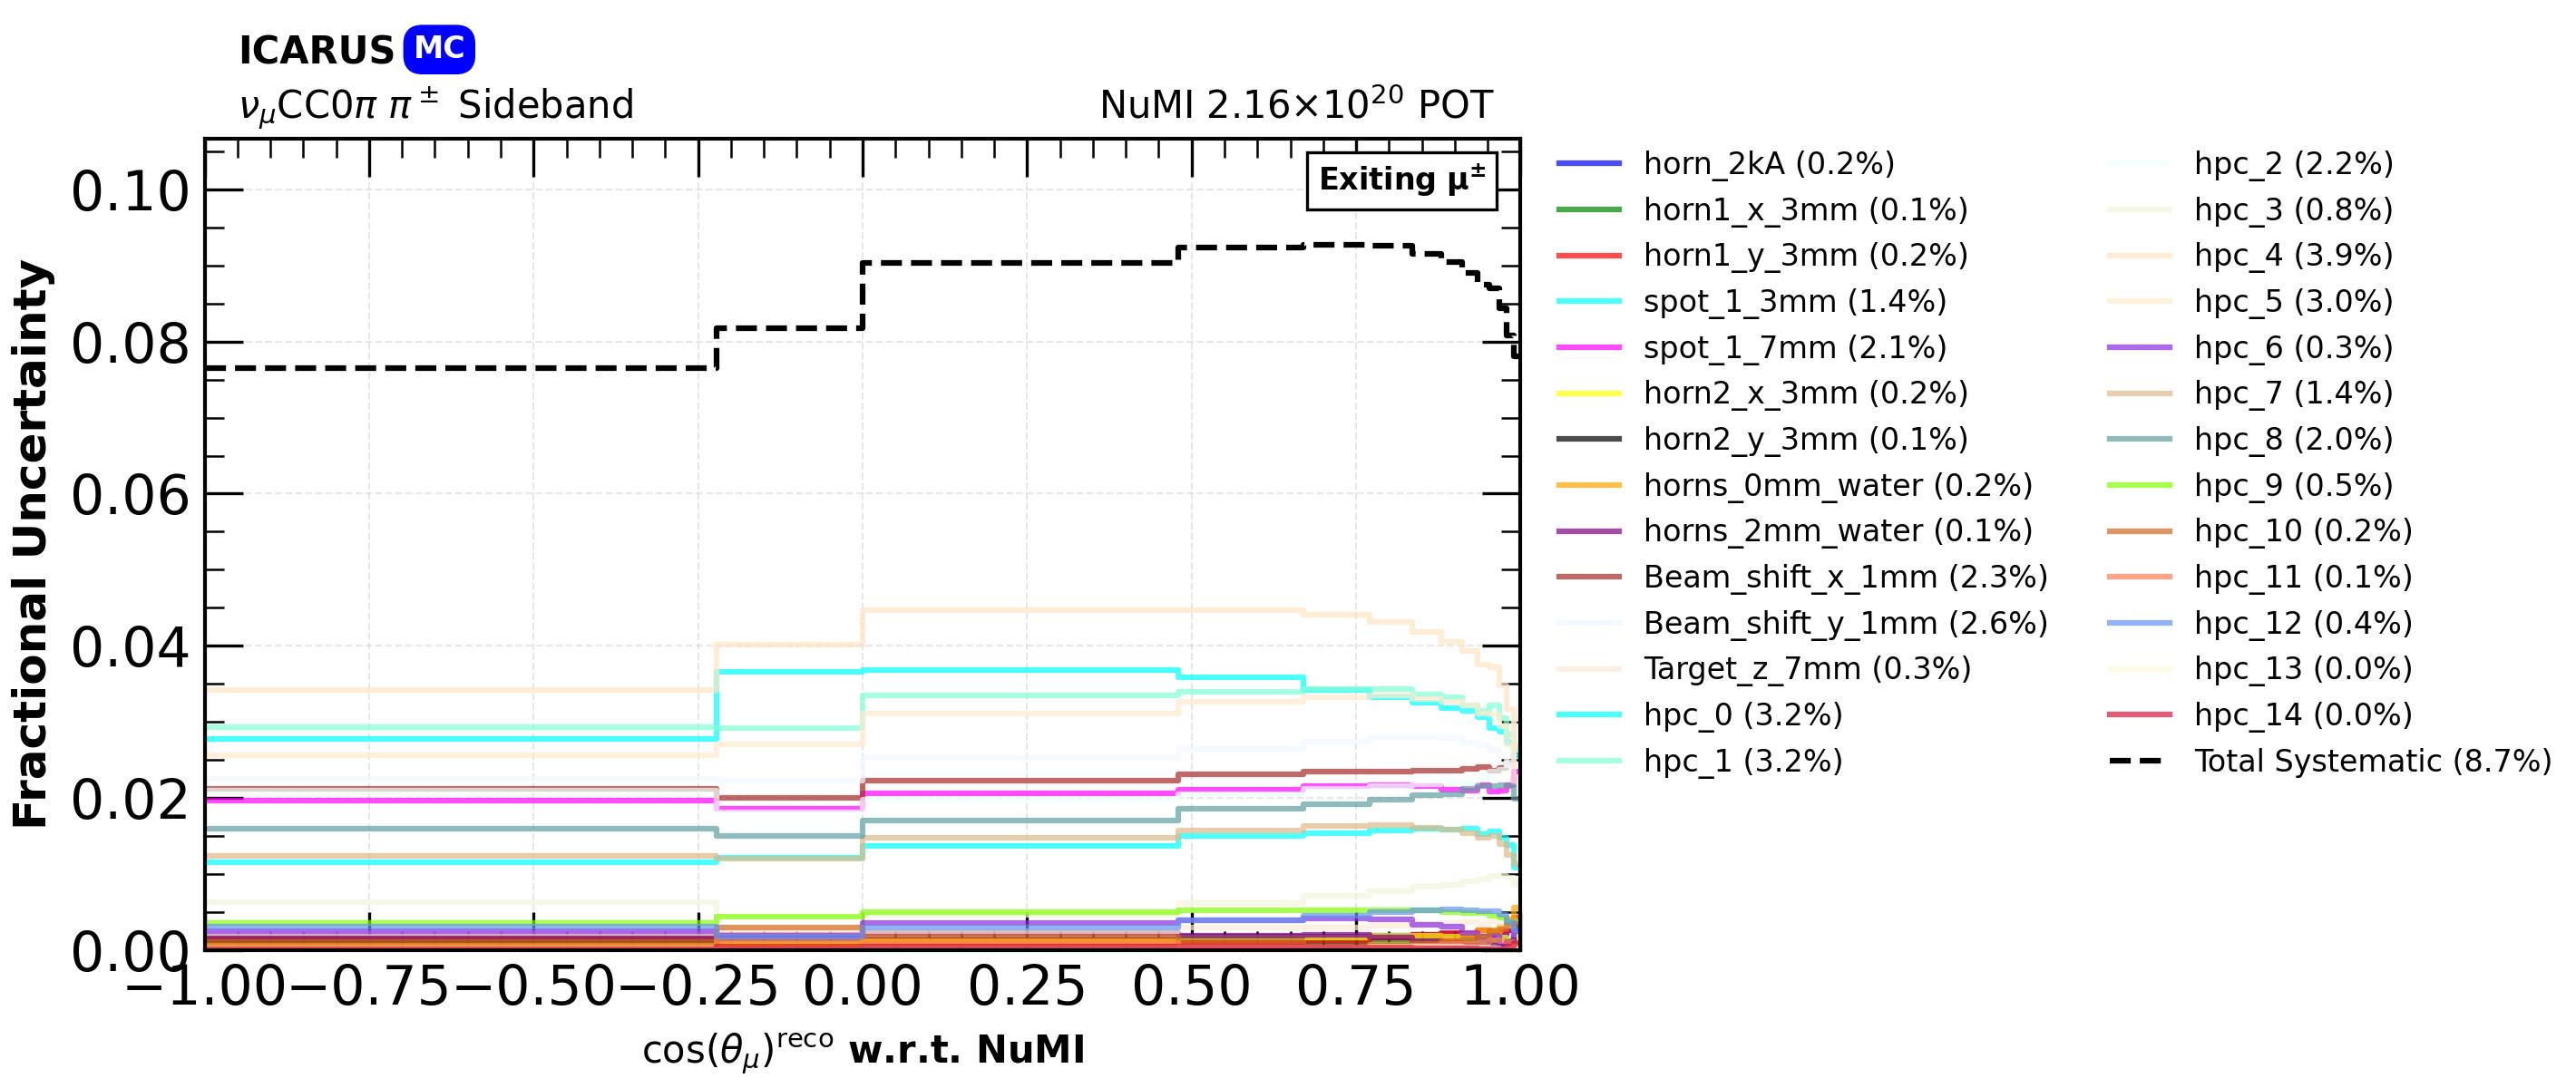 ICARUS MC
νμCC0π π± Sideband
NuMI 2.16×10²⁰ POT
Exiting μ±
Fractional Uncertainty
0.10
0.08
0.06
0.04
0.02
0.00
−1.00 −0.75 −0.50 −0.25 0.00 0.25 0.50 0.75 1.00
cos(θμ)reco w.r.t. NuMI
horn_2kA (0.2%)
horn1_x_3mm (0.1%)
horn1_y_3mm (0.2%)
spot_1_3mm (1.4%)
spot_1_7mm (2.1%)
horn2_x_3mm (0.2%)
horn2_y_3mm (0.1%)
horns_0mm_water (0.2%)
horns_2mm_water (0.1%)
Beam_shift_x_1mm (2.3%)
Beam_shift_y_1mm (2.6%)
Target_z_7mm (0.3%)
hpc_0 (3.2%)
hpc_1 (3.2%)
hpc_2 (2.2%)
hpc_3 (0.8%)
hpc_4 (3.9%)
hpc_5 (3.0%)
hpc_6 (0.3%)
hpc_7 (1.4%)
hpc_8 (2.0%)
hpc_9 (0.5%)
hpc_10 (0.2%)
hpc_11 (0.1%)
hpc_12 (0.4%)
hpc_13 (0.0%)
hpc_14 (0.0%)
Total Systematic (8.7%)